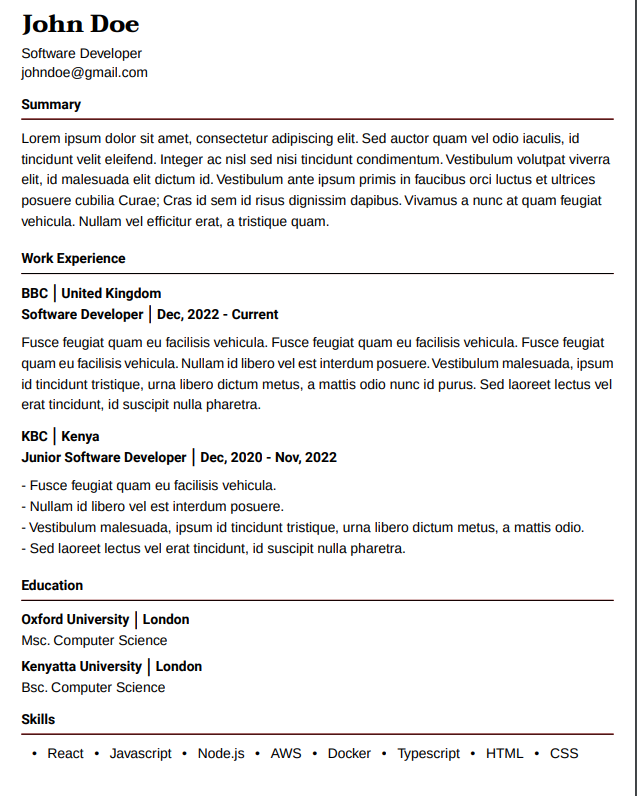 John Doe
Software Developer
johndoe@gmail.com
Summary
Lorem ipsum dolor sit amet, consectetur adipiscing elit. Sed auctor quam vel odio iaculis, id
tincidunt velit eleifend. Integer ac nisl sed nisi tincidunt condimentum. Vestibulum volutpat viverra
elit, id malesuada elit dictum id. Vestibulum ante ipsum primis in faucibus orci luctus et ultrices
posuere cubilia Curae; Cras id sem id risus dignissim dapibus. Vivamus a nunc at quam feugiat
vehicula. Nullam vel efficitur erat, a tristique quam.
Work Experience
BBC | United Kingdom
Software Developer | Dec, 2022 - Current
Fusce feugiat quam eu facilisis vehicula. Fusce feugiat quam eu facilisis vehicula. Fusce feugiat
quam eu facilisis vehicula. Nullam id libero vel est interdum posuere. Vestibulum malesuada, ipsum
id tincidunt tristique, urna libero dictum metus, a mattis odio nunc id purus. Sed laoreet lectus vel
erat tincidunt, id suscipit nulla pharetra.
KBC | Kenya
Junior Software Developer | Dec, 2020 - Nov, 2022
- Fusce feugiat quam eu facilisis vehicula.
- Nullam id libero vel est interdum posuere.
- Vestibulum malesuada, ipsum id tincidunt tristique, urna libero dictum metus, a mattis odio.
- Sed laoreet lectus vel erat tincidunt, id suscipit nulla pharetra.
Education
Oxford University | London
Msc. Computer Science
Kenyatta University | London
Bsc. Computer Science
Skills
• React • Javascript • Node.js • AWS • Docker • Typescript • HTML • CSS